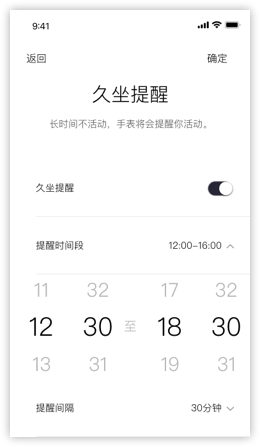 9:41
返回 确定
久坐提醒
长时间不活动，手表将会提醒你活动。
久坐提醒
提醒时间段 12:00-16:00
11 32 17 32
12 30 至 18 30
13 31 19 31
提醒间隔 30分钟